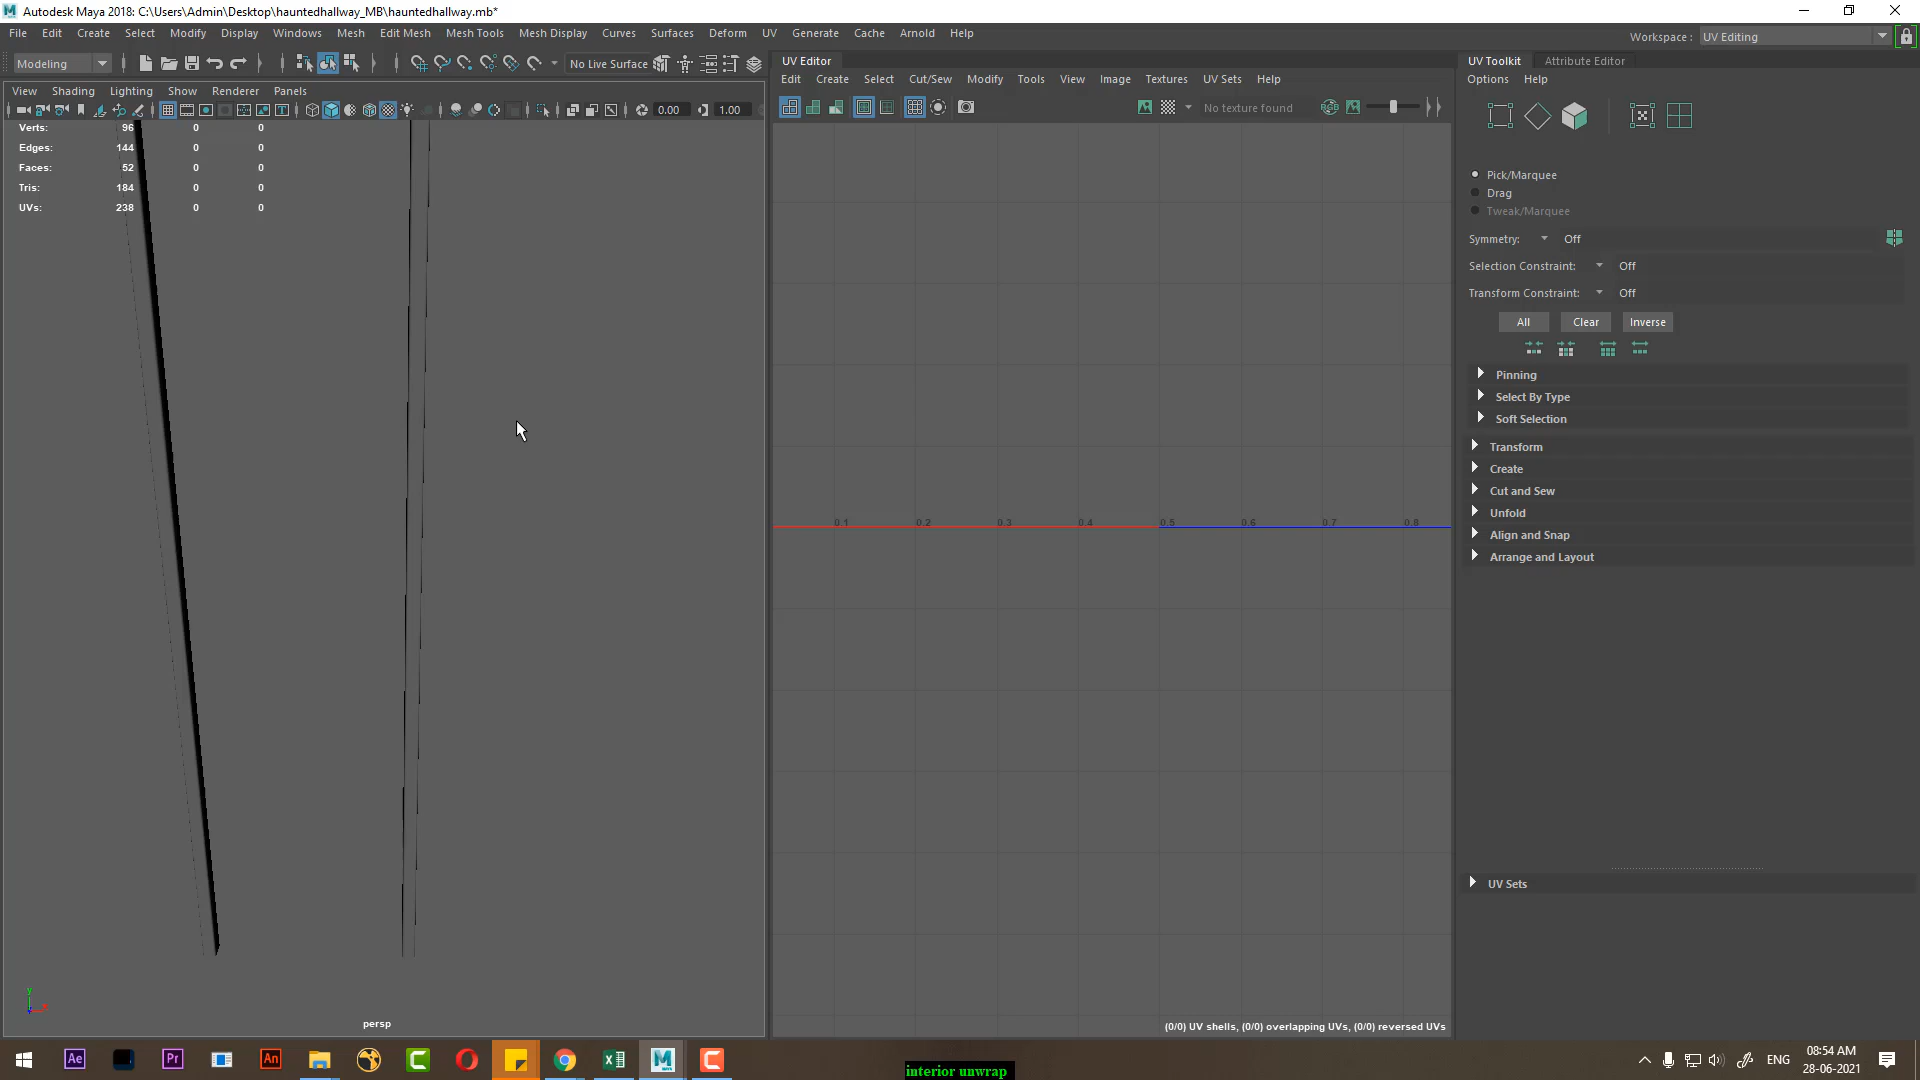 Autodesk Maya 2018: C:\Users\Admin\Desktop\hauntedhallway_MB\hauntedhallway.mb*
File Edit Create Select Modify Display Windows Mesh Edit Mesh Mesh Tools Mesh Display Curves Surfaces Deform UV Generate Cache Arnold Help
Workspace : UV Editing
Modeling
No Live Surface
UV Editor
UV Toolkit Attribute Editor
Edit Create Select Cut/Sew Modify Tools View Image Textures UV Sets Help
Options Help
View Shading Lighting Show Renderer Panels
0.00 1.00
No texture found
Verts: 96 0 0
Edges: 144 0 0
Faces: 52 0 0
Tris: 184 0 0
UVs: 238 0 0
Pick/Marquee
Drag
Tweak/Marquee
Symmetry: Off
Selection Constraint: Off
Transform Constraint: Off
All Clear Inverse
Pinning
Select By Type
Soft Selection
Transform
Create
Cut and Sew
Unfold
Align and Snap
Arrange and Layout
0.1 0.2 0.3 0.4 0.5 0.6 0.7 0.8
UV Sets
y
persp
(0/0) UV shells, (0/0) overlapping UVs, (0/0) reversed UVs
Ae Pr An
interior unwrap
ENG
08:54 AM
28-06-2021